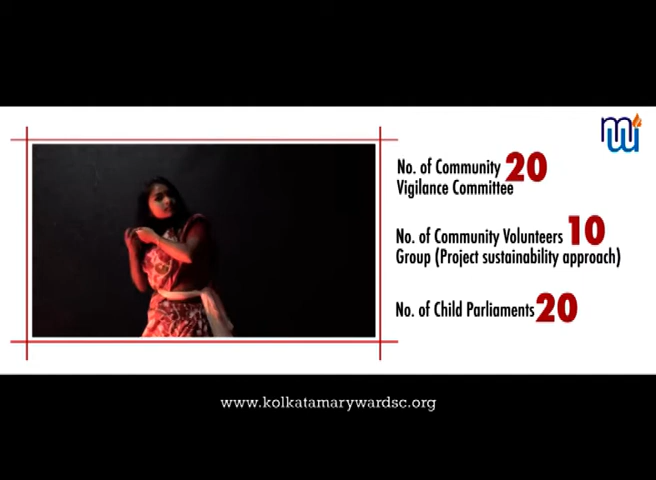 No. of Community 20
Vigilance Committee
No. of Community Volunteers 10
Group (Project sustainability approach)
No. of Child Parliaments 20
www.kolkatamarywardsc.org